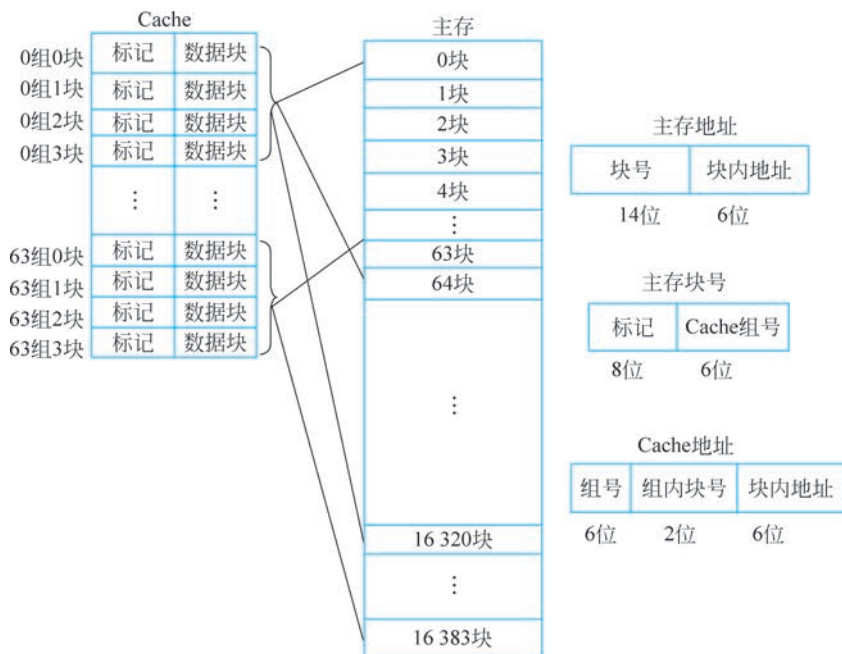 Cache
0组0块 标记 数据块
0组1块 标记 数据块
0组2块 标记 数据块
0组3块 标记 数据块
⋮ ⋮
63组0块 标记 数据块
63组1块 标记 数据块
63组2块 标记 数据块
63组3块 标记 数据块
主存
0块
1块
2块
3块
4块
⋮
63块
64块
⋮
16 320块
⋮
16 383块
主存地址
块号 块内地址
14位 6位
主存块号
标记 Cache组号
8位 6位
Cache地址
组号 组内块号 块内地址
6位 2位 6位